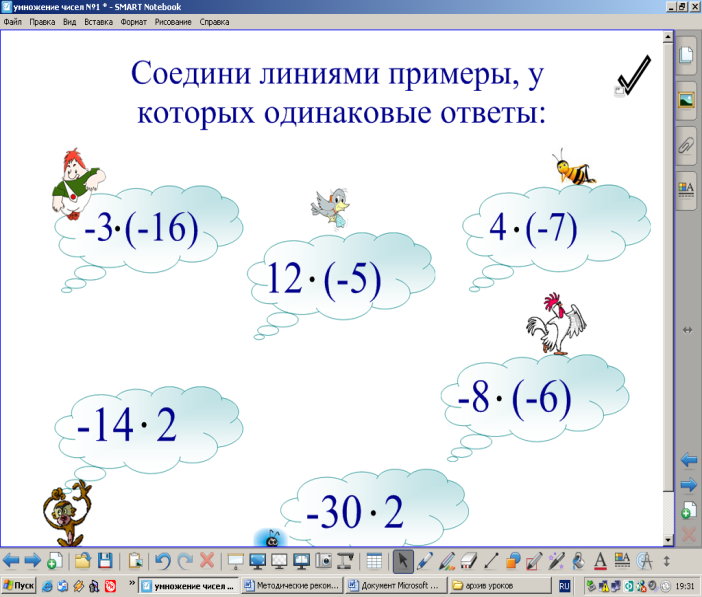 умножение чисел №1 * - SMART Notebook
Файл Правка Вид Вставка Формат Рисование Справка
Соедини линиями примеры, у
которых одинаковые ответы:
-3·(-16)
12·(-5)
4·(-7)
-14·2
-8·(-6)
-30·2
Пуск
»
умножение чисел ...
Методические реком...
Документ Microsoft ...
архив уроков
RU
19:31